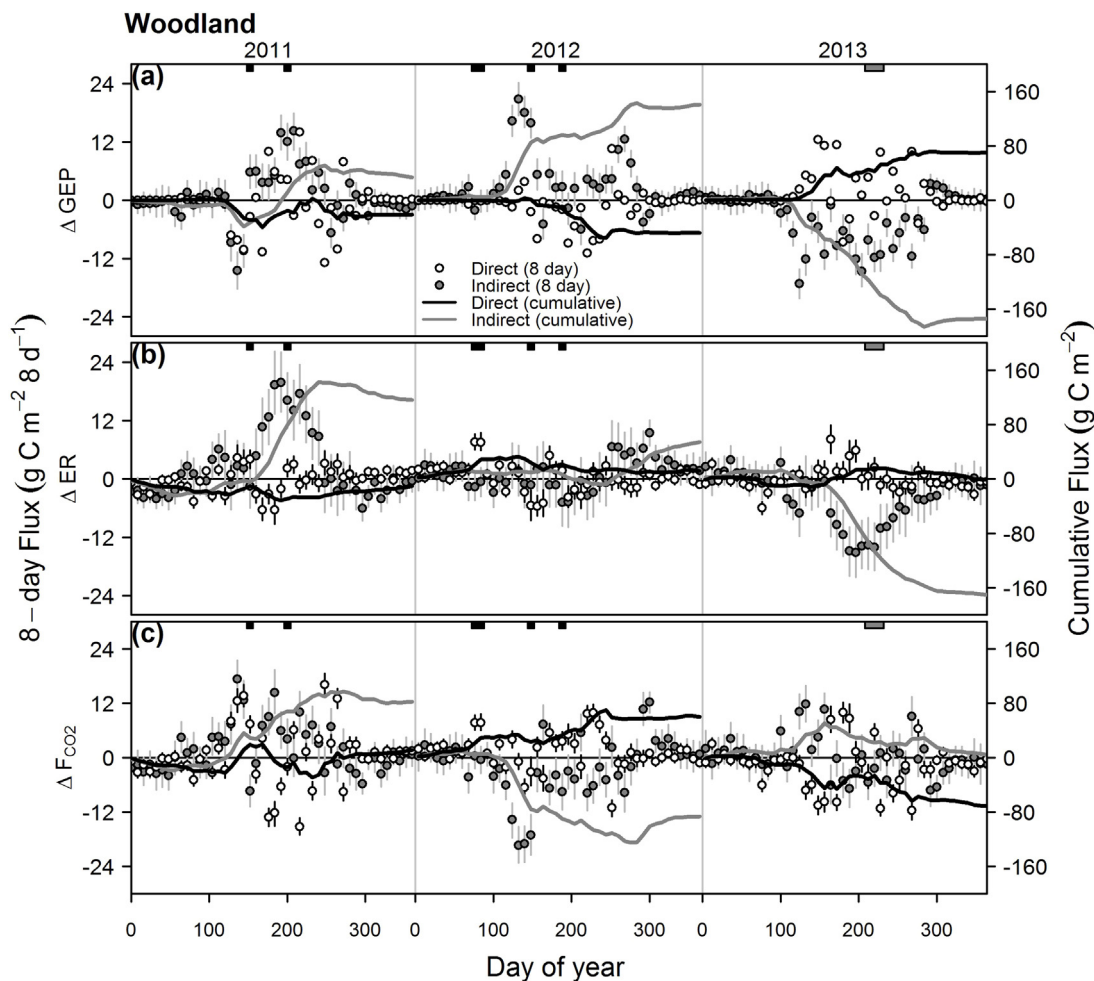 Woodland
2011 2012 2013
(a)
24
12
0
-12
-24
160
80
0
-80
-160
Δ GEP
Direct (8 day)
Indirect (8 day)
Direct (cumulative)
Indirect (cumulative)
(b)
24
12
0
-12
-24
160
80
0
-80
-160
Δ ER
8−day Flux (g C m⁻² 8 d⁻¹)
Cumulative Flux (g C m⁻²)
(c)
24
12
0
-12
-24
160
80
0
-80
-160
Δ F_CO2
0 100 200 300 0 100 200 300 0 100 200 300
Day of year